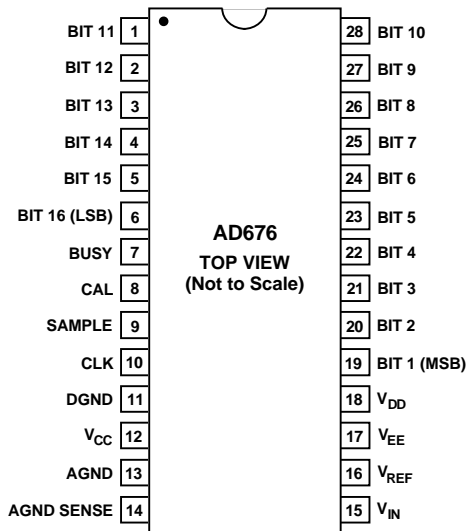 BIT 11 1 28 BIT 10
BIT 12 2 27 BIT 9
BIT 13 3 26 BIT 8
BIT 14 4 25 BIT 7
BIT 15 5 24 BIT 6
BIT 16 (LSB) 6 23 BIT 5
BUSY 7 22 BIT 4
CAL 8 21 BIT 3
SAMPLE 9 20 BIT 2
CLK 10 19 BIT 1 (MSB)
DGND 11 18 VDD
VCC 12 17 VEE
AGND 13 16 VREF
AGND SENSE 14 15 VIN
AD676
TOP VIEW
(Not to Scale)